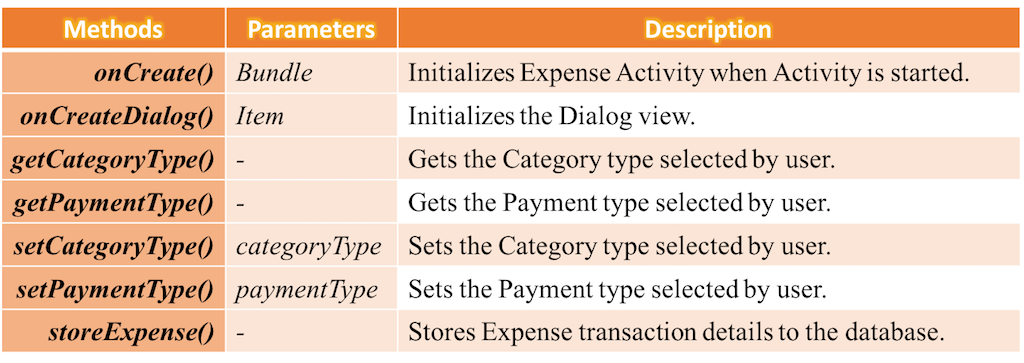 Methods Parameters Description
onCreate() Bundle Initializes Expense Activity when Activity is started.
onCreateDialog() Item Initializes the Dialog view.
getCategoryType() - Gets the Category type selected by user.
getPaymentType() - Gets the Payment type selected by user.
setCategoryType() categoryType Sets the Category type selected by user.
setPaymentType() paymentType Sets the Payment type selected by user.
storeExpense() - Stores Expense transaction details to the database.